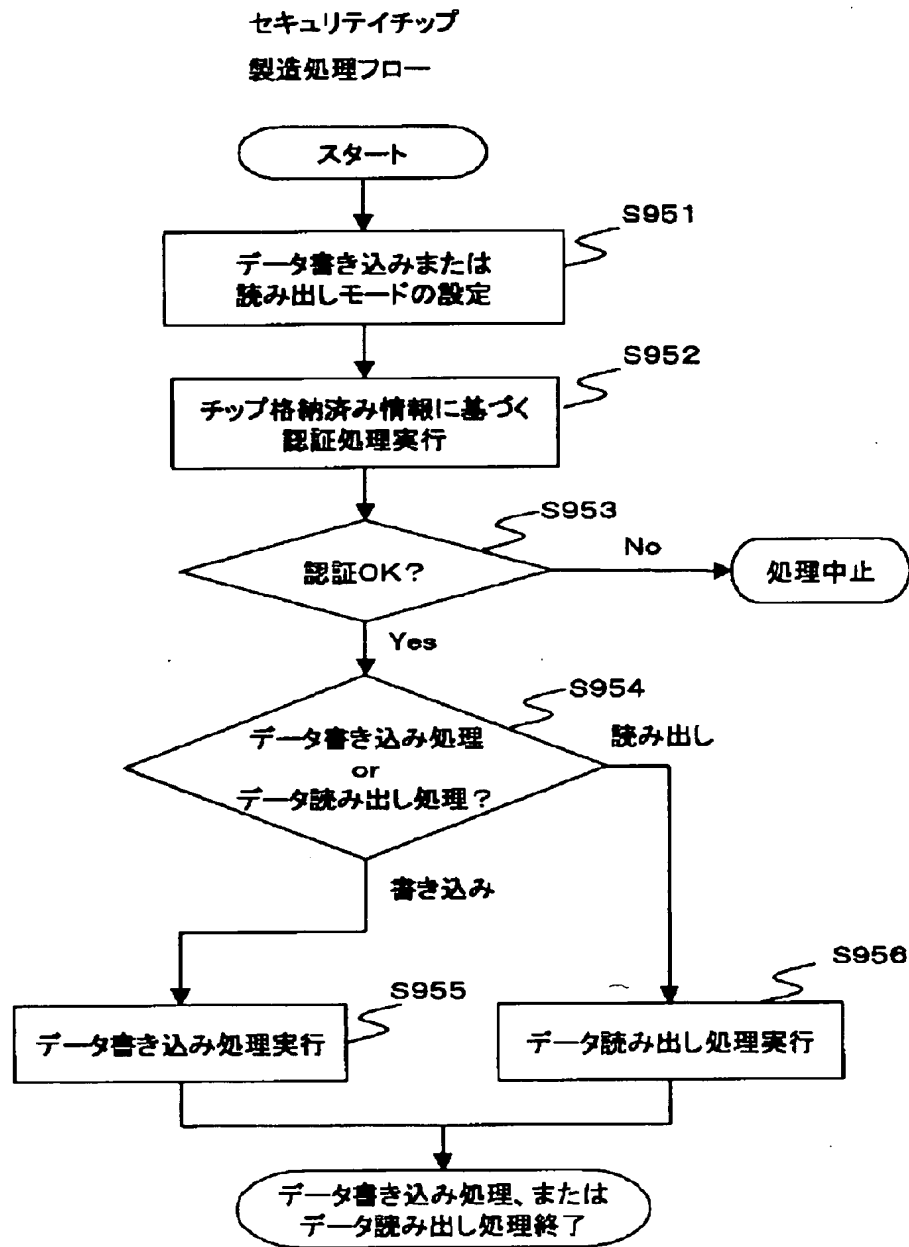 セキュリテイチップ
製造処理フロー
スタート
S951
データ書き込みまたは
読み出しモードの設定
S952
チップ格納済み情報に基づく
認証処理実行
S953
認証OK?
No
処理中止
Yes
S954
データ書き込み処理
or
データ読み出し処理?
読み出し
書き込み
S955
データ書き込み処理実行
S956
データ読み出し処理実行
データ書き込み処理、または
データ読み出し処理終了